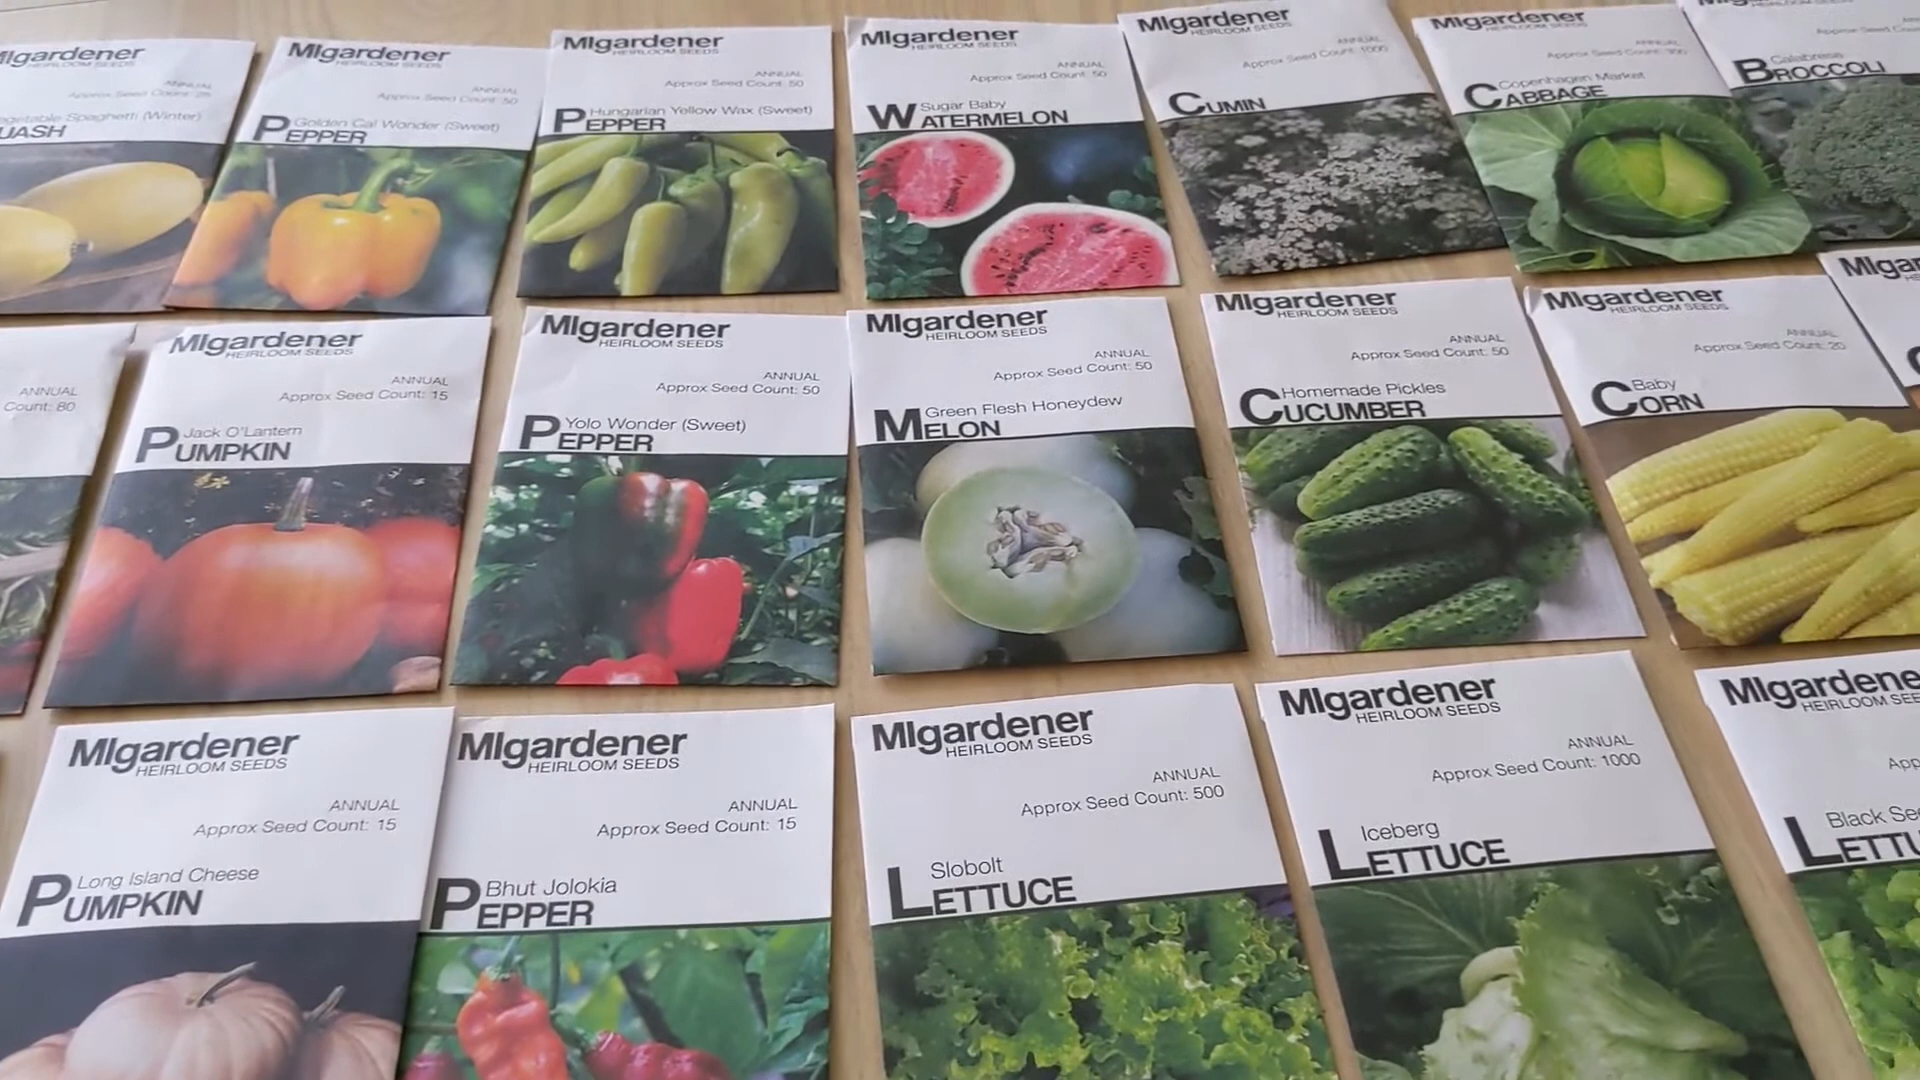 MIgardener
HEIRLOOM SEEDS
ANNUAL
Approx Seed Count: 25
Vegetable Spaghetti (Winter)
UASH
MIgardener
HEIRLOOM SEEDS
ANNUAL
Approx Seed Count: 50
Golden Cal Wonder (Sweet)
PEPPER
MIgardener
HEIRLOOM SEEDS
ANNUAL
Approx Seed Count: 50
Hungarian Yellow Wax (Sweet)
PEPPER
MIgardener
HEIRLOOM SEEDS
ANNUAL
Approx Seed Count: 50
Sugar Baby
WATERMELON
MIgardener
HEIRLOOM SEEDS
ANNUAL
Approx Seed Count: 1000
CUMIN
MIgardener
HEIRLOOM SEEDS
ANNUAL
Approx Seed Count: 300
Copenhagen Market
CABBAGE
Calabrese
BROCCOLI
ANNUAL
Count: 80
MIgardener
HEIRLOOM SEEDS
ANNUAL
Approx Seed Count: 15
Jack O'Lantern
PUMPKIN
MIgardener
HEIRLOOM SEEDS
ANNUAL
Approx Seed Count: 50
Yolo Wonder (Sweet)
PEPPER
MIgardener
HEIRLOOM SEEDS
ANNUAL
Approx Seed Count: 50
Green Flesh Honeydew
MELON
MIgardener
HEIRLOOM SEEDS
ANNUAL
Approx Seed Count: 50
Homemade Pickles
CUCUMBER
MIgardener
HEIRLOOM SEEDS
ANNUAL
Approx Seed Count: 20
Baby
CORN
MIgar
MIgardener
HEIRLOOM SEEDS
ANNUAL
Approx Seed Count: 15
Long Island Cheese
PUMPKIN
MIgardener
HEIRLOOM SEEDS
ANNUAL
Approx Seed Count: 15
Bhut Jolokia
PEPPER
MIgardener
HEIRLOOM SEEDS
ANNUAL
Approx Seed Count: 500
Slobolt
LETTUCE
MIgardener
HEIRLOOM SEEDS
ANNUAL
Approx Seed Count: 1000
Iceberg
LETTUCE
MIgardene
HEIRLOOM SEE
App
Black See
LETTU